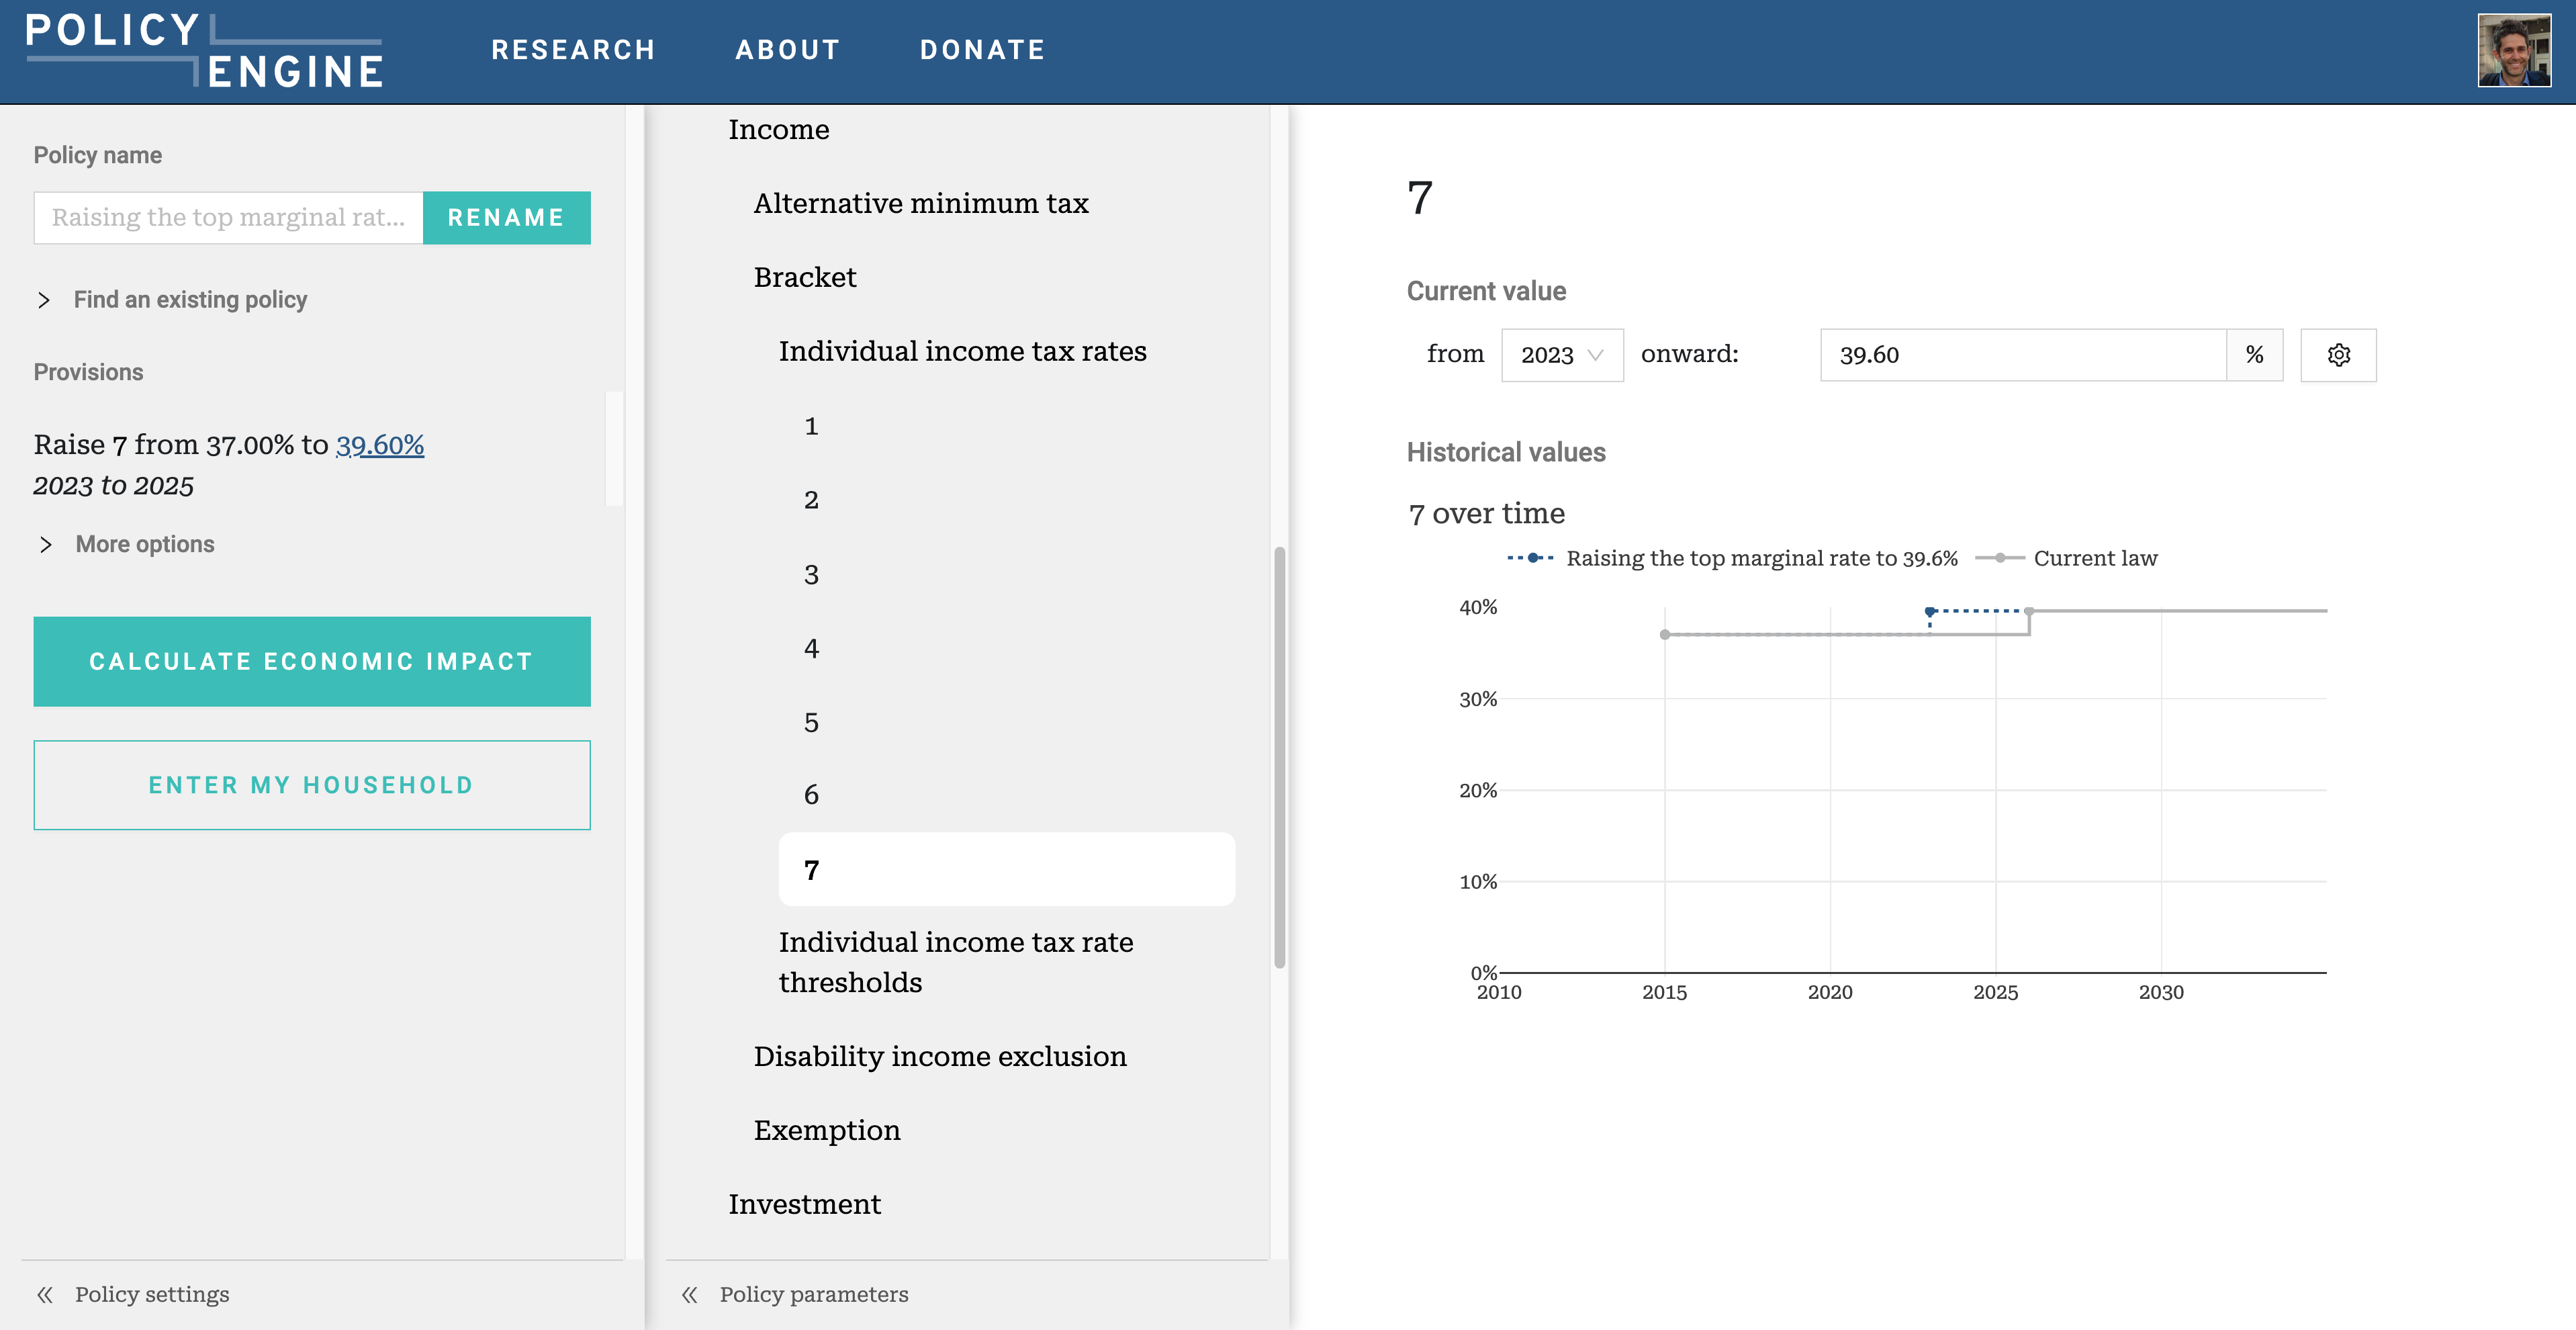 POLICY
ENGINE
RESEARCH
ABOUT
DONATE
Policy name
Raising the top marginal rat...
RENAME
Find an existing policy
Provisions
Raise 7 from 37.00% to 39.60%
2023 to 2025
More options
CALCULATE ECONOMIC IMPACT
ENTER MY HOUSEHOLD
Policy settings
Income
Alternative minimum tax
Bracket
Individual income tax rates
1
2
3
4
5
6
7
Individual income tax rate
thresholds
Disability income exclusion
Exemption
Investment
Policy parameters
7
Current value
from 2023 onward: 39.60 %
Historical values
7 over time
Raising the top marginal rate to 39.6% Current law
40%
30%
20%
10%
0%
2010 2015 2020 2025 2030